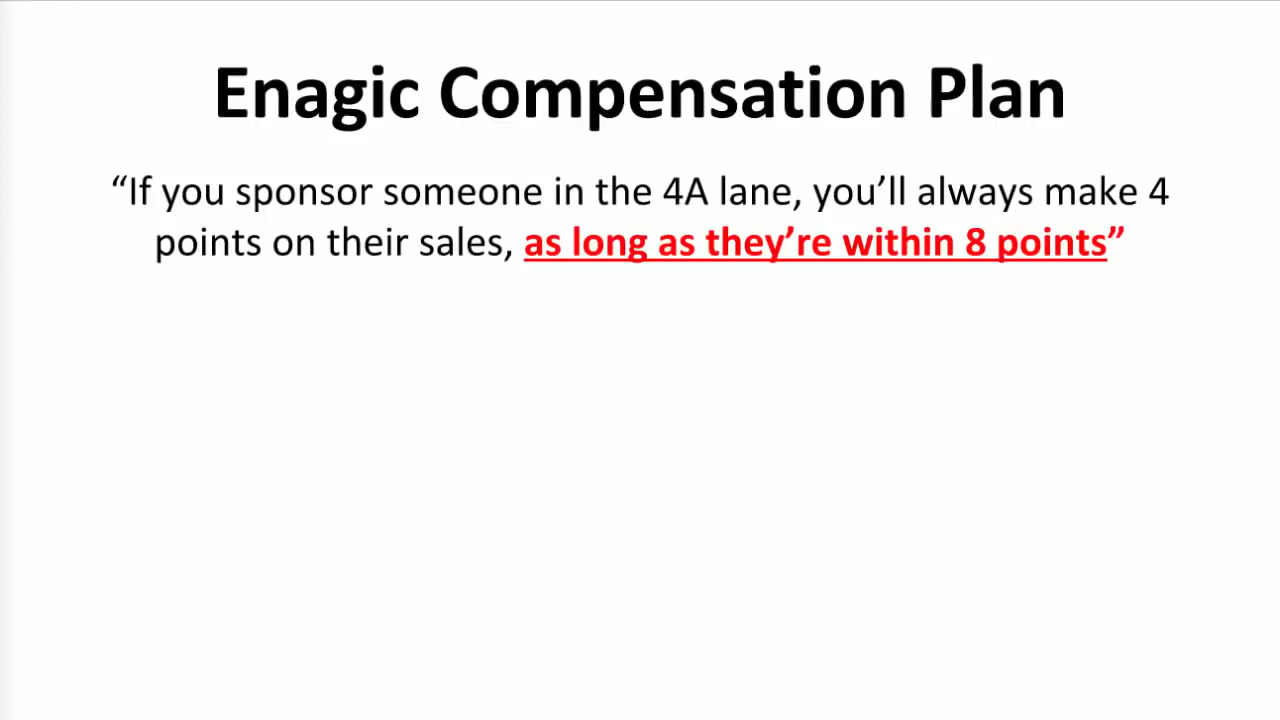 Enagic Compensation Plan
“If you sponsor someone in the 4A lane, you’ll always make 4
points on their sales, as long as they’re within 8 points”